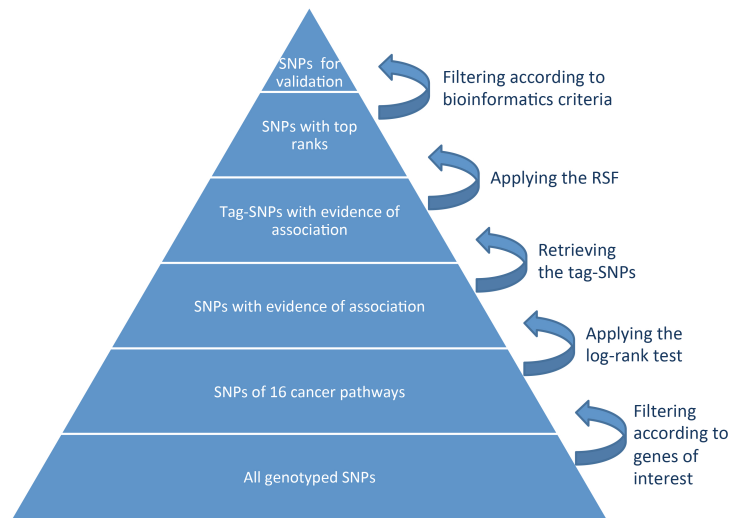 SNPs for
validation
Filtering according to
bioinformatics criteria
SNPs with top
ranks
Applying the RSF
Tag-SNPs with evidence of
association
Retrieving
the tag-SNPs
SNPs with evidence of association
Applying the
log-rank test
SNPs of 16 cancer pathways
Filtering
according to
genes of
interest
All genotyped SNPs